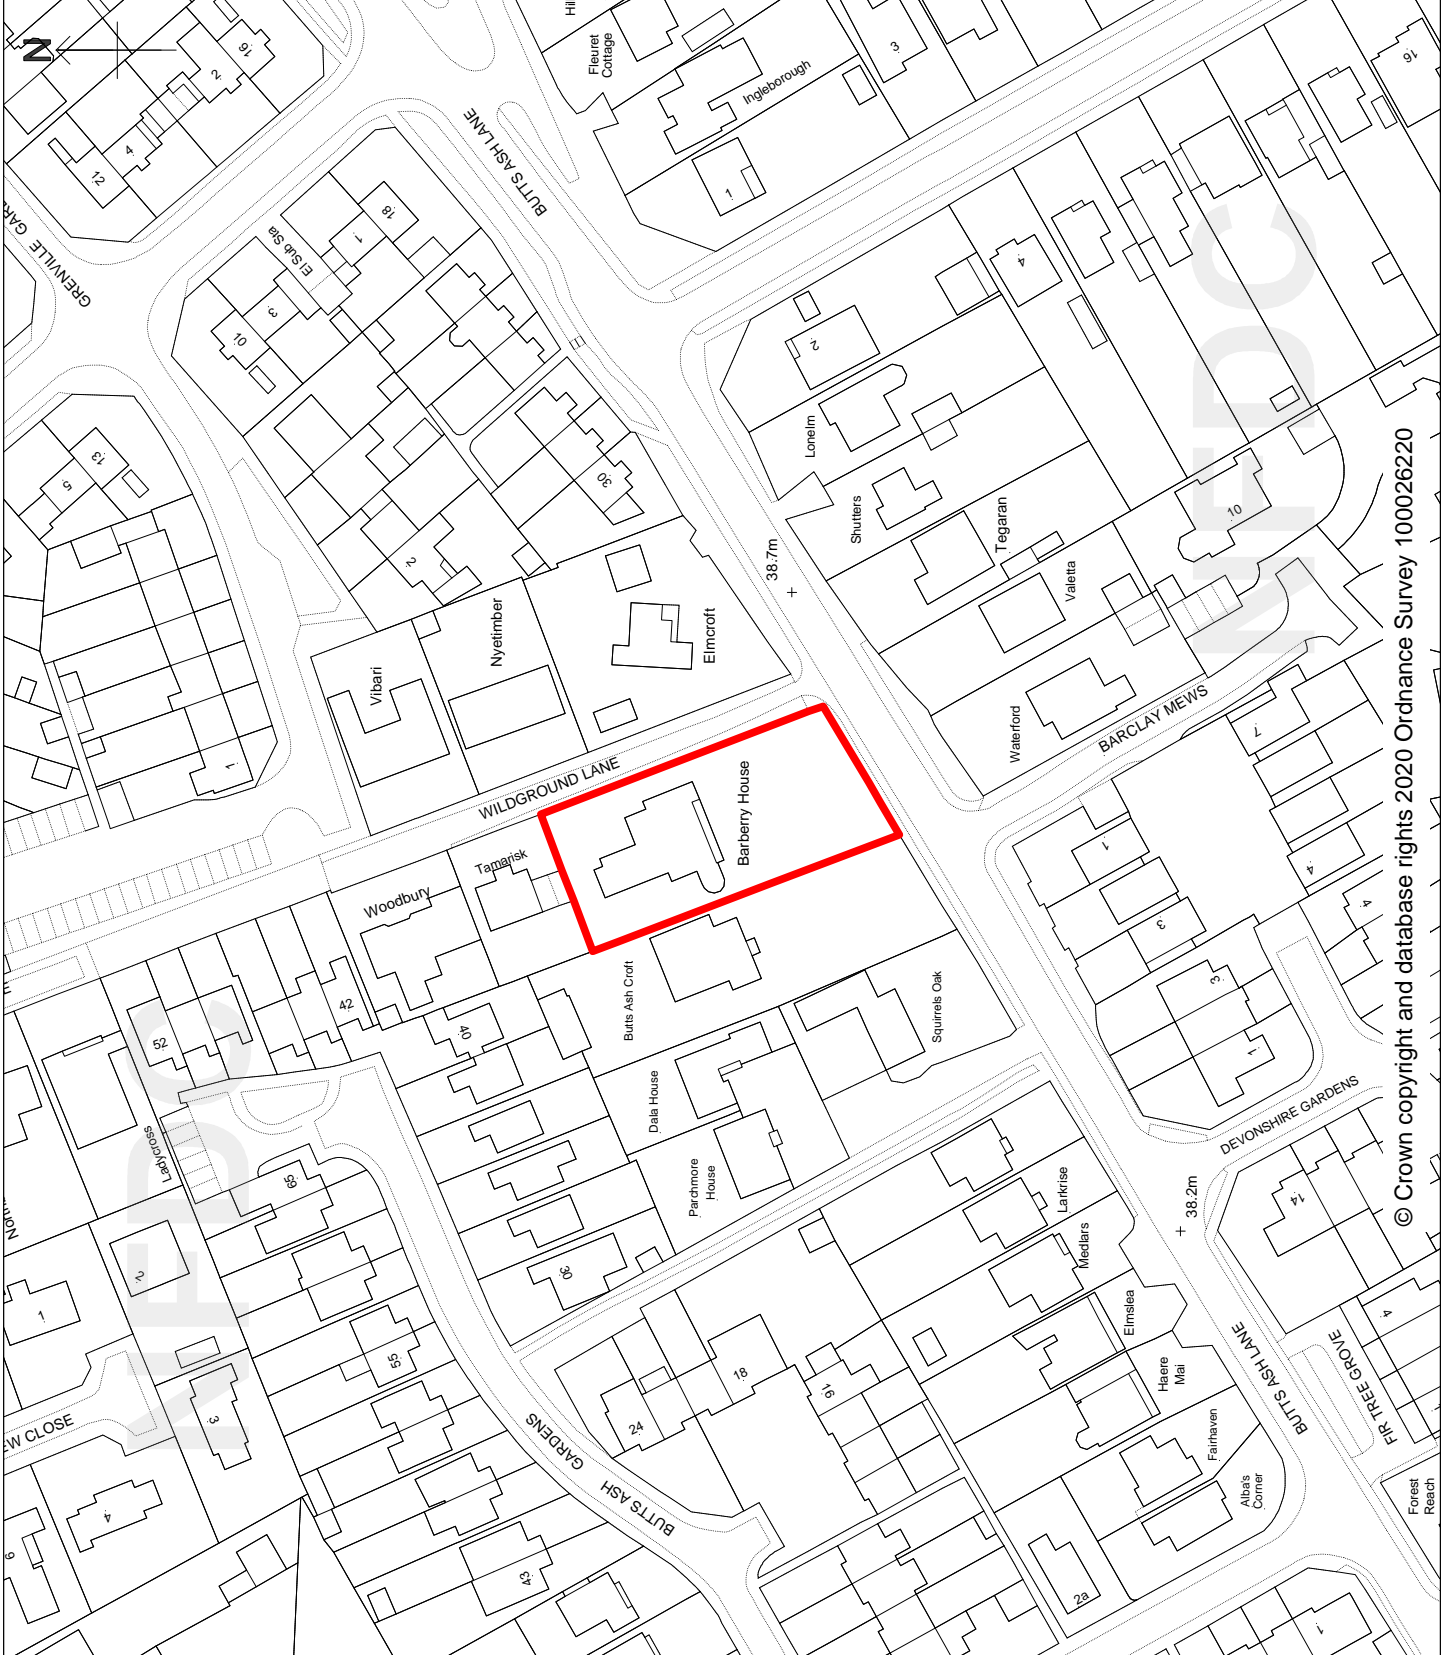 N
16
2
4
12
GRENVILLE GAR
Hil
Fleuret
Cottage
Ingleborough
3
1
16
BUTTS ASH LANE
18
1
El Sub Sta
3
10
13
5
2
30
4
2
Lonelm
Shutters
Tegaran
Valetta
10
38.7m
Elmcroft
Nyetimber
Vibari
1
WILDGROUND LANE
Waterford
BARCLAY MEWS
7
Barberry House
Tamarisk
Woodbury
42
52
40
Butts Ash Croft
Squirrels Oak
Dala House
Parchmore
House
1
3
4
4
3
1
DEVONSHIRE GARDENS
Ladycross
65
2
1
55
3
30
EW CLOSE
4
43
BUTTS ASH
GARDENS
24
18
16
Larkrise
Medlars
Elmslea
Haere
Mai
Fairhaven
Alba's
Corner
2a
38.2m
14
BUTTS ASH LANE
FIR TREE GROVE
4
Forest
Reach
1
NFDC
NFDC
© Crown copyright and database rights 2020 Ordnance Survey 100026220